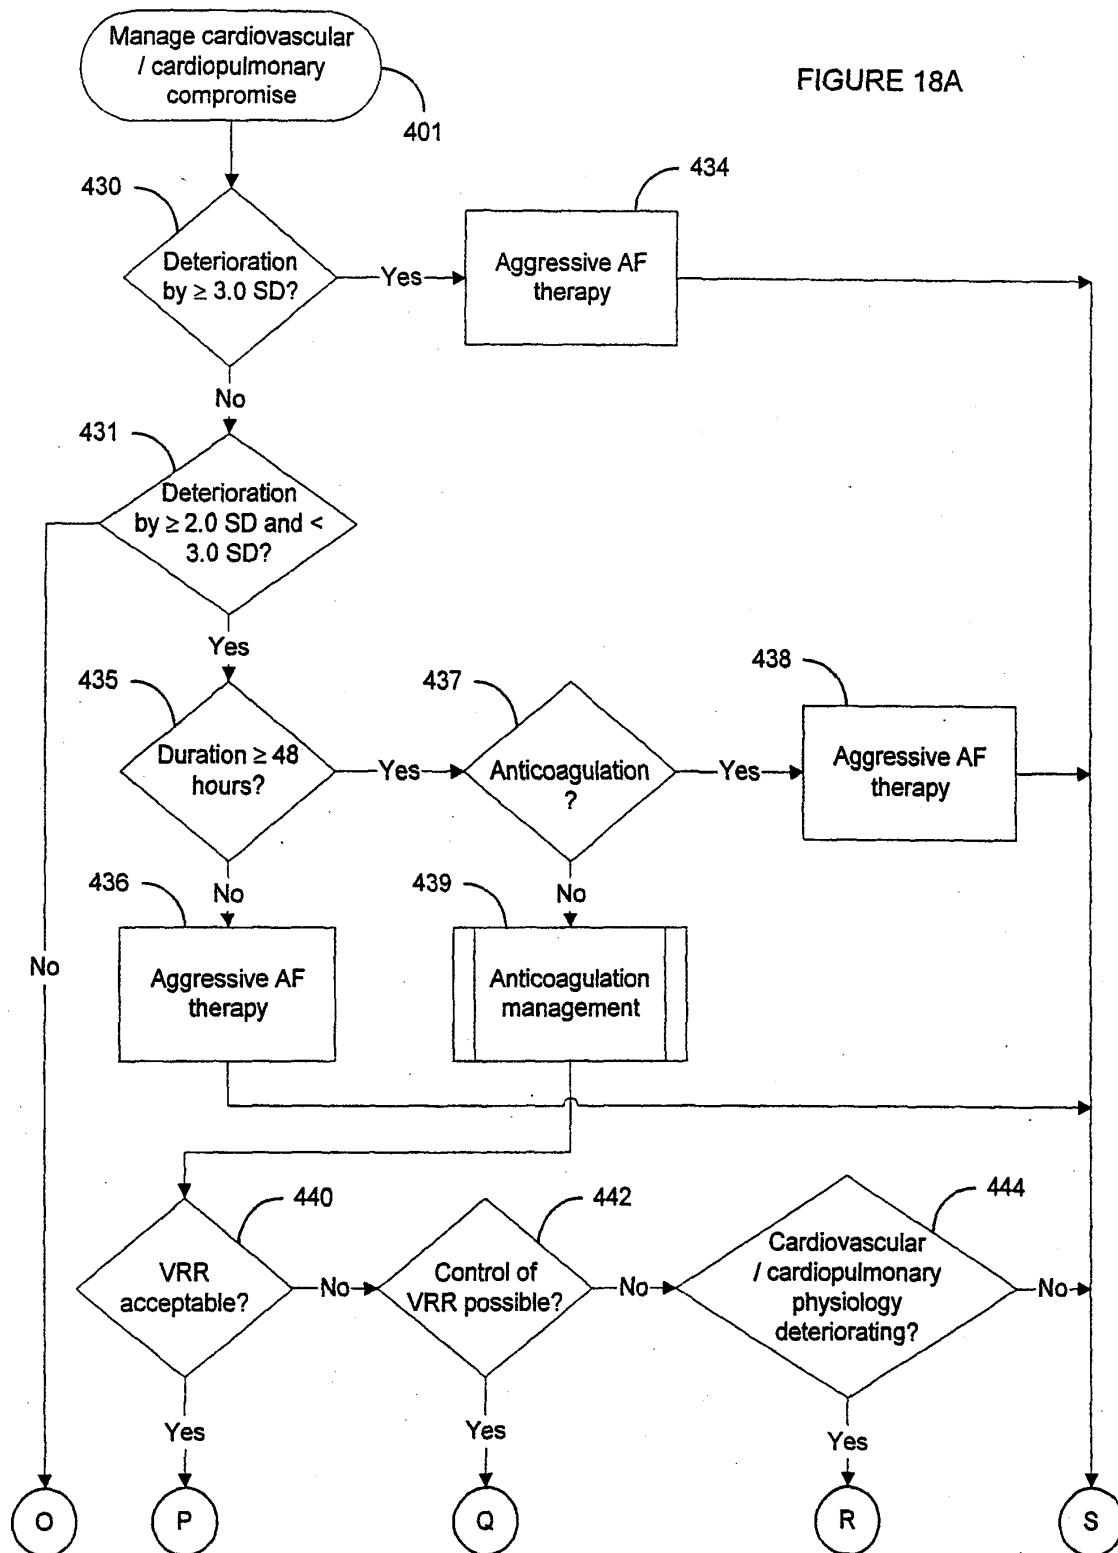 Manage cardiovascular
/ cardiopulmonary
compromise
401
FIGURE 18A
430
Deterioration
by ≥ 3.0 SD?
Yes
434
Aggressive AF
therapy
No
431
Deterioration
by ≥ 2.0 SD and <
3.0 SD?
No
Yes
435
Duration ≥ 48
hours?
Yes
437
Anticoagulation
?
Yes
438
Aggressive AF
therapy
No
436
Aggressive AF
therapy
No
439
Anticoagulation
management
440
VRR
acceptable?
No
442
Control of
VRR possible?
No
444
Cardiovascular
/ cardiopulmonary
physiology
deteriorating?
No
Yes
Yes
Yes
O
P
Q
R
S